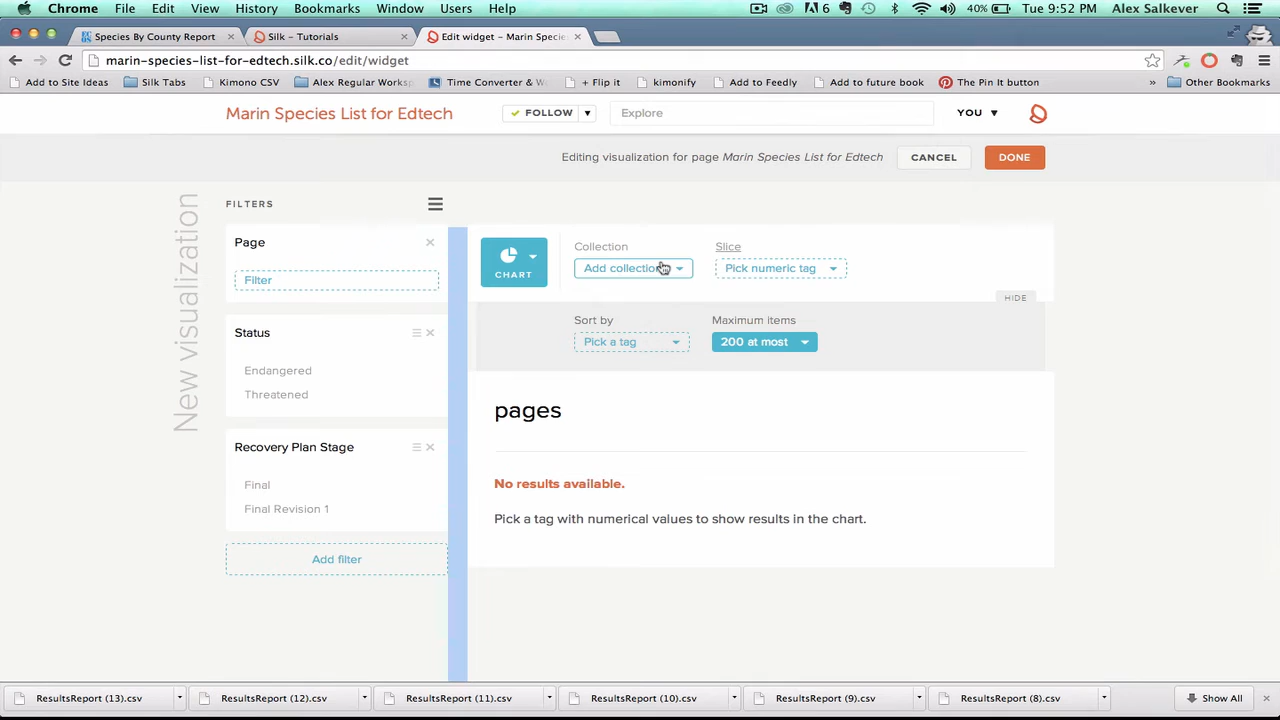 Chrome File Edit View History Bookmarks Window Users Help 6 40% Tue 9:52 PM Alex Salkever
Species By County Report × Silk – Tutorials × Edit widget – Marin Specie ×
marin-species-list-for-edtech.silk.co/edit/widget
Add to Site Ideas Silk Tabs Kimono CSV Alex Regular Worksp Time Converter & W + Flip it kimonify Add to Feedly Add to future book The Pin It button » Other Bookmarks
Marin Species List for Edtech FOLLOW Explore YOU
Editing visualization for page Marin Species List for Edtech CANCEL DONE
New visualization
FILTERS
Page
Filter
Status
Endangered
Threatened
Recovery Plan Stage
Final
Final Revision 1
Add filter
CHART
Collection Slice
Add collection Pick numeric tag
HIDE
Sort by Maximum items
Pick a tag 200 at most
pages
No results available.
Pick a tag with numerical values to show results in the chart.
ResultsReport (13).csv ResultsReport (12).csv ResultsReport (11).csv ResultsReport (10).csv ResultsReport (9).csv ResultsReport (8).csv Show All